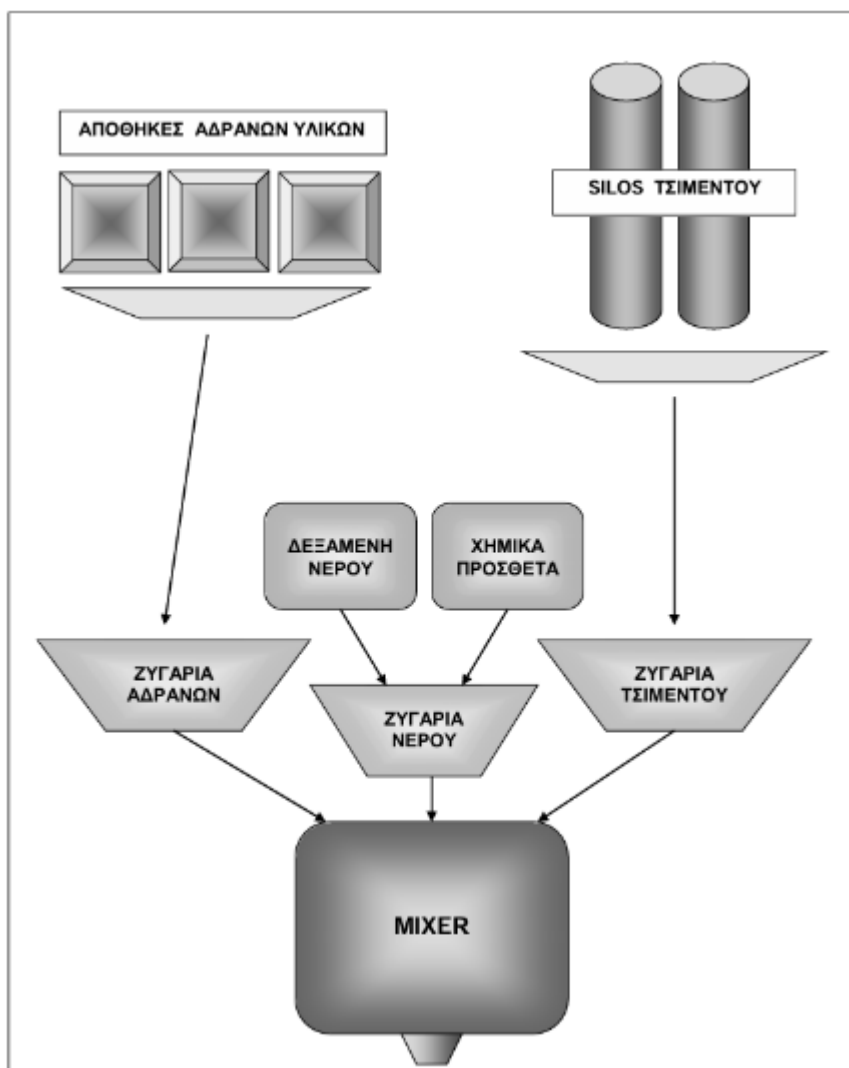 ΑΠΟΘΗΚΕΣ ΑΔΡΑΝΩΝ ΥΛΙΚΩΝ
SILOS ΤΣΙΜΕΝΤΟΥ
ΔΕΞΑΜΕΝΗ
ΝΕΡΟΥ
ΧΗΜΙΚΑ
ΠΡΟΣΘΕΤΑ
ΖΥΓΑΡΙΑ
ΑΔΡΑΝΩΝ
ΖΥΓΑΡΙΑ
ΝΕΡΟΥ
ΖΥΓΑΡΙΑ
ΤΣΙΜΕΝΤΟΥ
MIXER